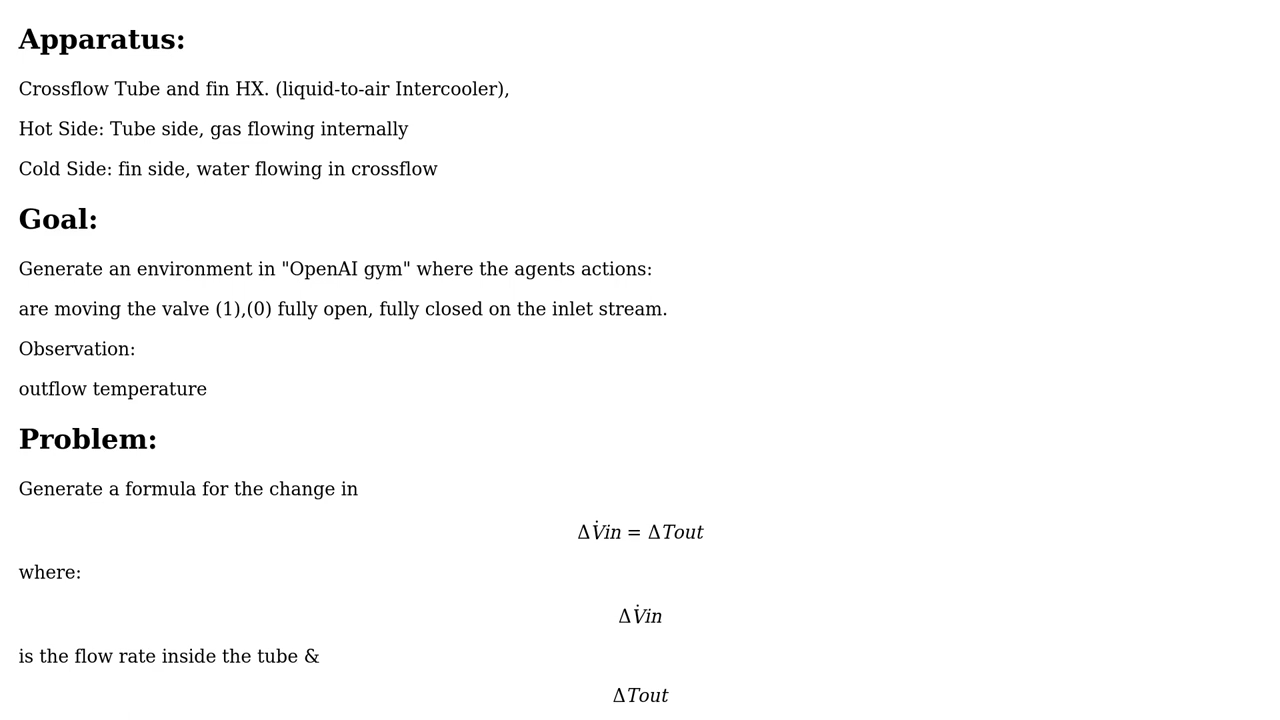 Apparatus:
Crossflow Tube and fin HX. (liquid-to-air Intercooler),
Hot Side: Tube side, gas flowing internally
Cold Side: fin side, water flowing in crossflow
Goal:
Generate an environment in "OpenAI gym" where the agents actions:
are moving the valve (1),(0) fully open, fully closed on the inlet stream.
Observation:
outflow temperature
Problem:
Generate a formula for the change in
ΔV̇in = ΔTout
where:
ΔV̇in
is the flow rate inside the tube &
ΔTout